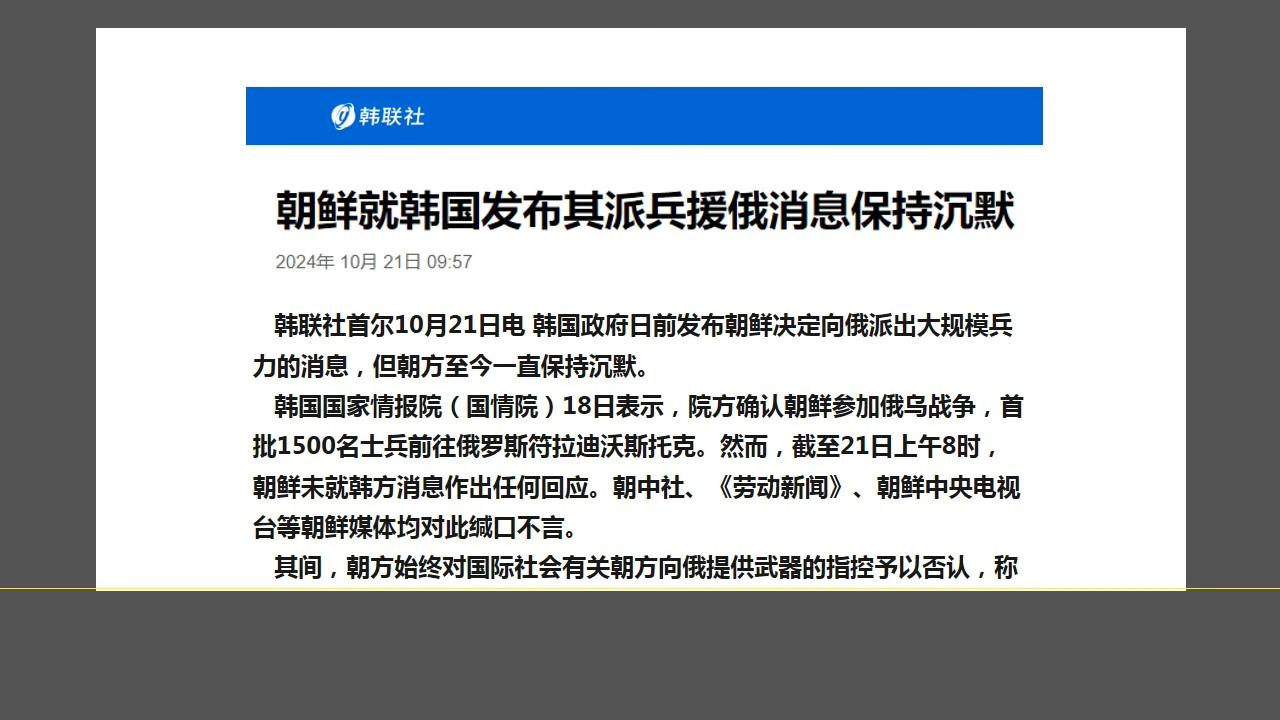 韩联社
朝鲜就韩国发布其派兵援俄消息保持沉默
2024年 10月 21日 09:57
韩联社首尔10月21日电 韩国政府日前发布朝鲜决定向俄派出大规模兵
力的消息，但朝方至今一直保持沉默。
韩国国家情报院（国情院）18日表示，院方确认朝鲜参加俄乌战争，首
批1500名士兵前往俄罗斯符拉迪沃斯托克。然而，截至21日上午8时，
朝鲜未就韩方消息作出任何回应。朝中社、《劳动新闻》、朝鲜中央电视
台等朝鲜媒体均对此缄口不言。
其间，朝方始终对国际社会有关朝方向俄提供武器的指控予以否认，称